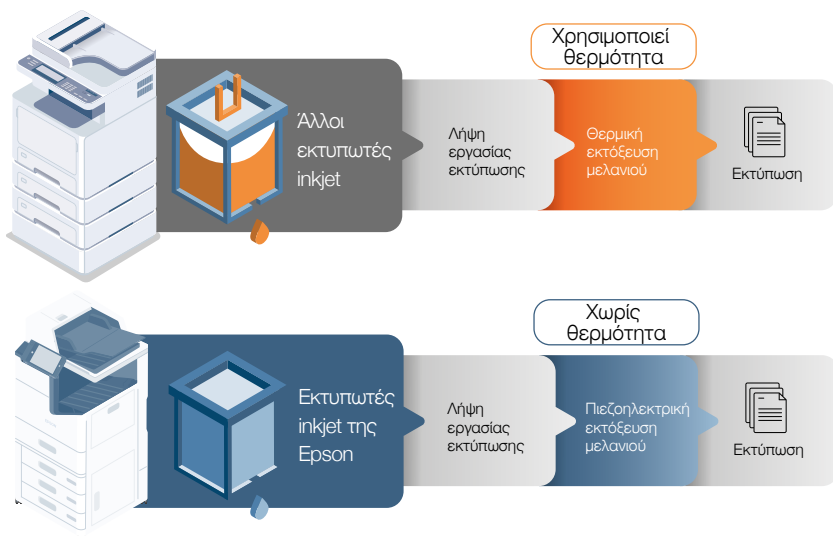 Χρησιμοποιεί
θερμότητα
Άλλοι
εκτυπωτές
inkjet
Λήψη
εργασίας
εκτύπωσης
Θερμική
εκτόξευση
μελανιού
Εκτύπωση
Χωρίς
θερμότητα
Εκτυπωτές
inkjet της
Epson
Λήψη
εργασίας
εκτύπωσης
Πιεζοηλεκτρική
εκτόξευση
μελανιού
Εκτύπωση